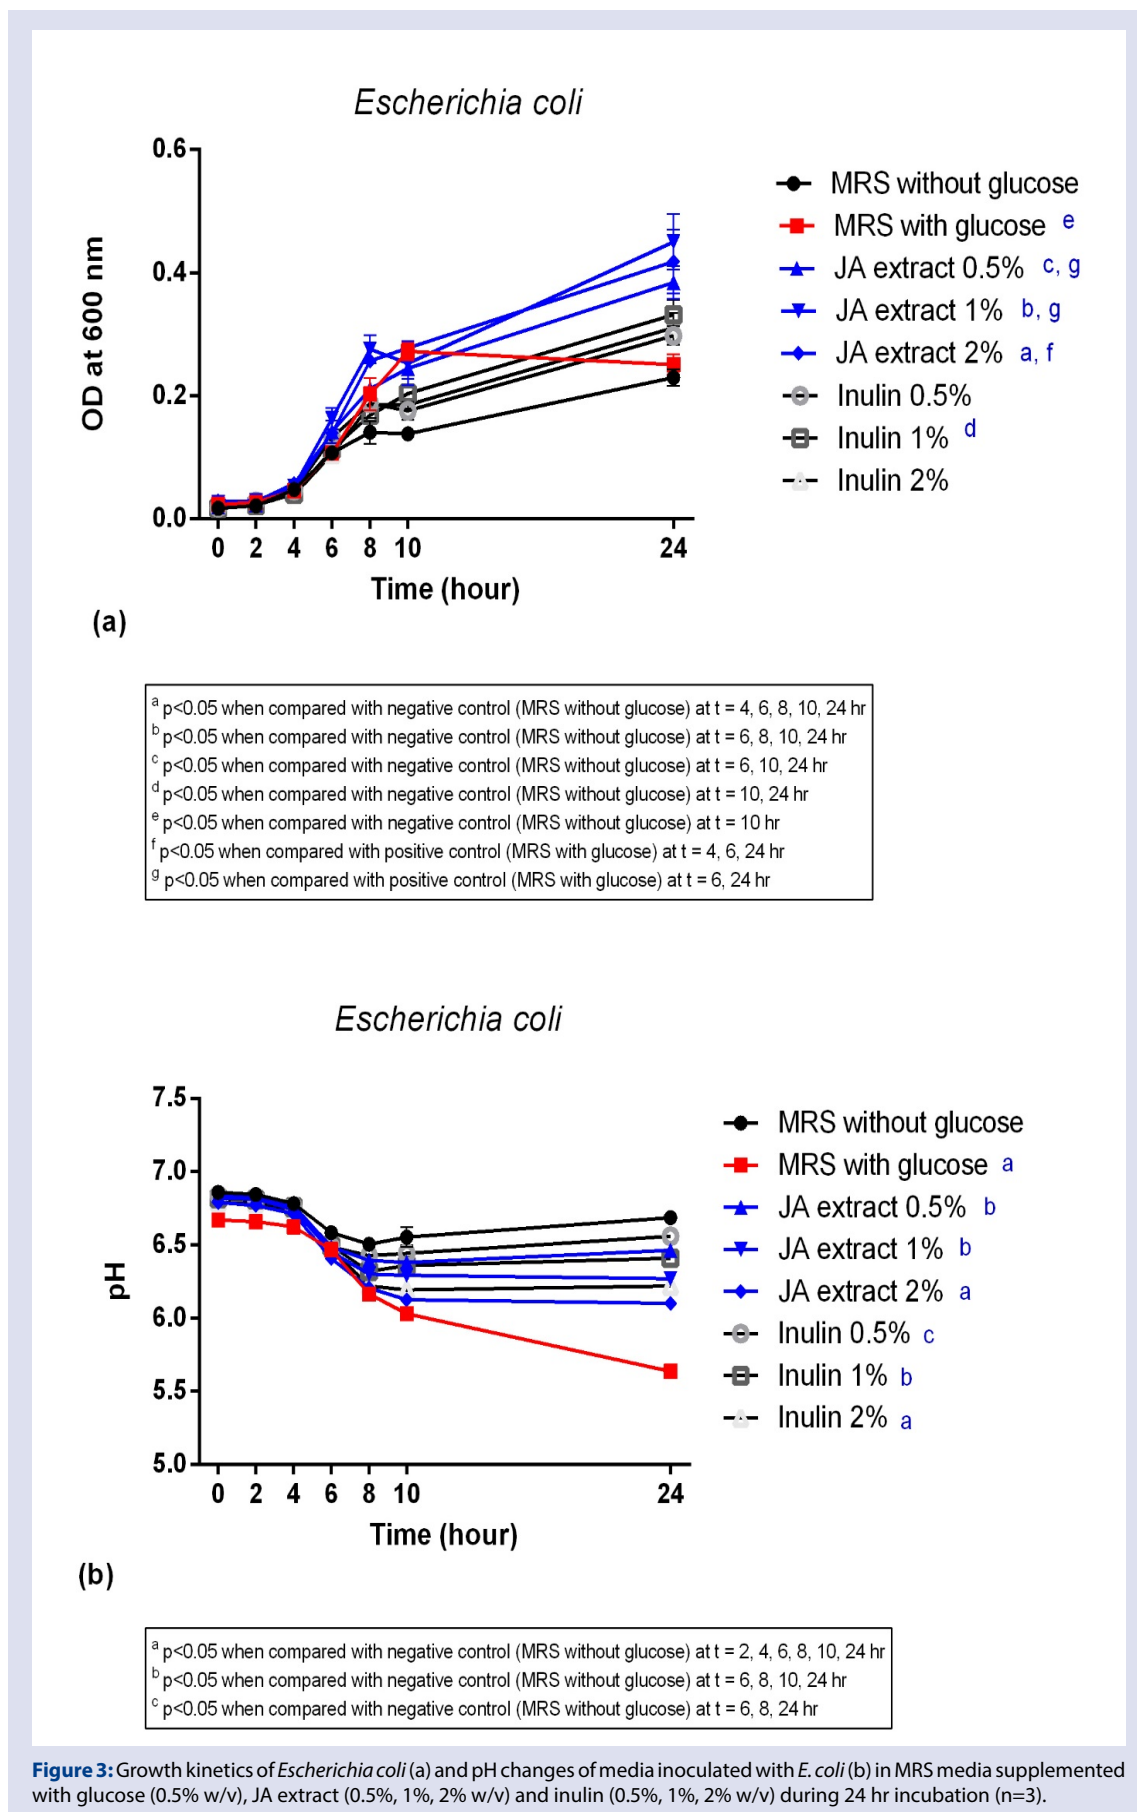 Escherichia coli
0.6
0.4
0.2
0.0
OD at 600 nm
0 2 4 6 8 10 24
Time (hour)
MRS without glucose
MRS with glucose e
JA extract 0.5% c, g
JA extract 1% b, g
JA extract 2% a, f
Inulin 0.5%
Inulin 1% d
Inulin 2%
(a)
a p<0.05 when compared with negative control (MRS without glucose) at t = 4, 6, 8, 10, 24 hr
b p<0.05 when compared with negative control (MRS without glucose) at t = 6, 8, 10, 24 hr
c p<0.05 when compared with negative control (MRS without glucose) at t = 6, 10, 24 hr
d p<0.05 when compared with negative control (MRS without glucose) at t = 10, 24 hr
e p<0.05 when compared with negative control (MRS without glucose) at t = 10 hr
f p<0.05 when compared with positive control (MRS with glucose) at t = 4, 6, 24 hr
g p<0.05 when compared with positive control (MRS with glucose) at t = 6, 24 hr
Escherichia coli
7.5
7.0
6.5
6.0
5.5
5.0
pH
0 2 4 6 8 10 24
Time (hour)
MRS without glucose
MRS with glucose a
JA extract 0.5% b
JA extract 1% b
JA extract 2% a
Inulin 0.5% c
Inulin 1% b
Inulin 2% a
(b)
a p<0.05 when compared with negative control (MRS without glucose) at t = 2, 4, 6, 8, 10, 24 hr
b p<0.05 when compared with negative control (MRS without glucose) at t = 6, 8, 10, 24 hr
c p<0.05 when compared with negative control (MRS without glucose) at t = 6, 8, 24 hr
Figure 3: Growth kinetics of Escherichia coli (a) and pH changes of media inoculated with E. coli (b) in MRS media supplemented
with glucose (0.5% w/v), JA extract (0.5%, 1%, 2% w/v) and inulin (0.5%, 1%, 2% w/v) during 24 hr incubation (n=3).